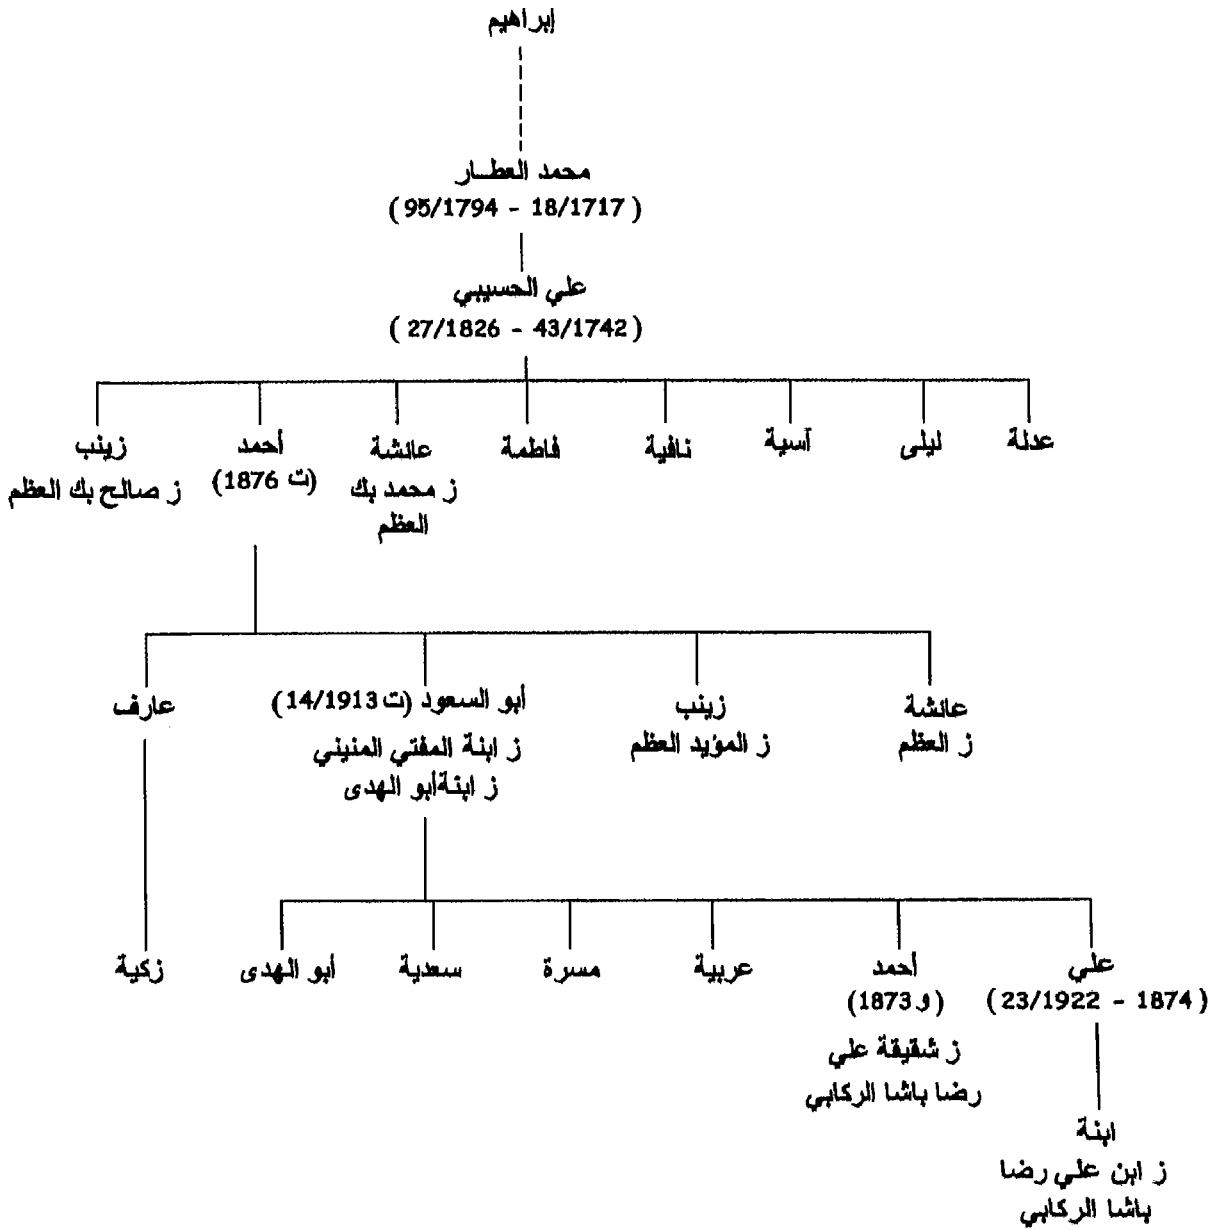 إبراهيم
محمد العطار
(18/1717 - 95/1794)
علي الحسيبي
(43/1742 - 27/1826)
عدلة
ليلى
آسية
نافية
فاطمة
عائشة
ز محمد بك
العظم
أحمد
(ت 1876)
زينب
ز صالح بك العظم
عائشة
ز العظم
زينب
ز المؤيد العظم
أبو السعود (ت 14/1913)
ز ابنة المفتي المنيني
ز ابنة أبو الهدى
عارف
علي
(1874 - 23/1922)
أحمد
(و 1873)
ز شقيقة علي
رضا باشا الركابي
عربية
مسرة
سعدية
أبو الهدى
زكية
ابنة
ز ابن علي رضا
باشا الركابي